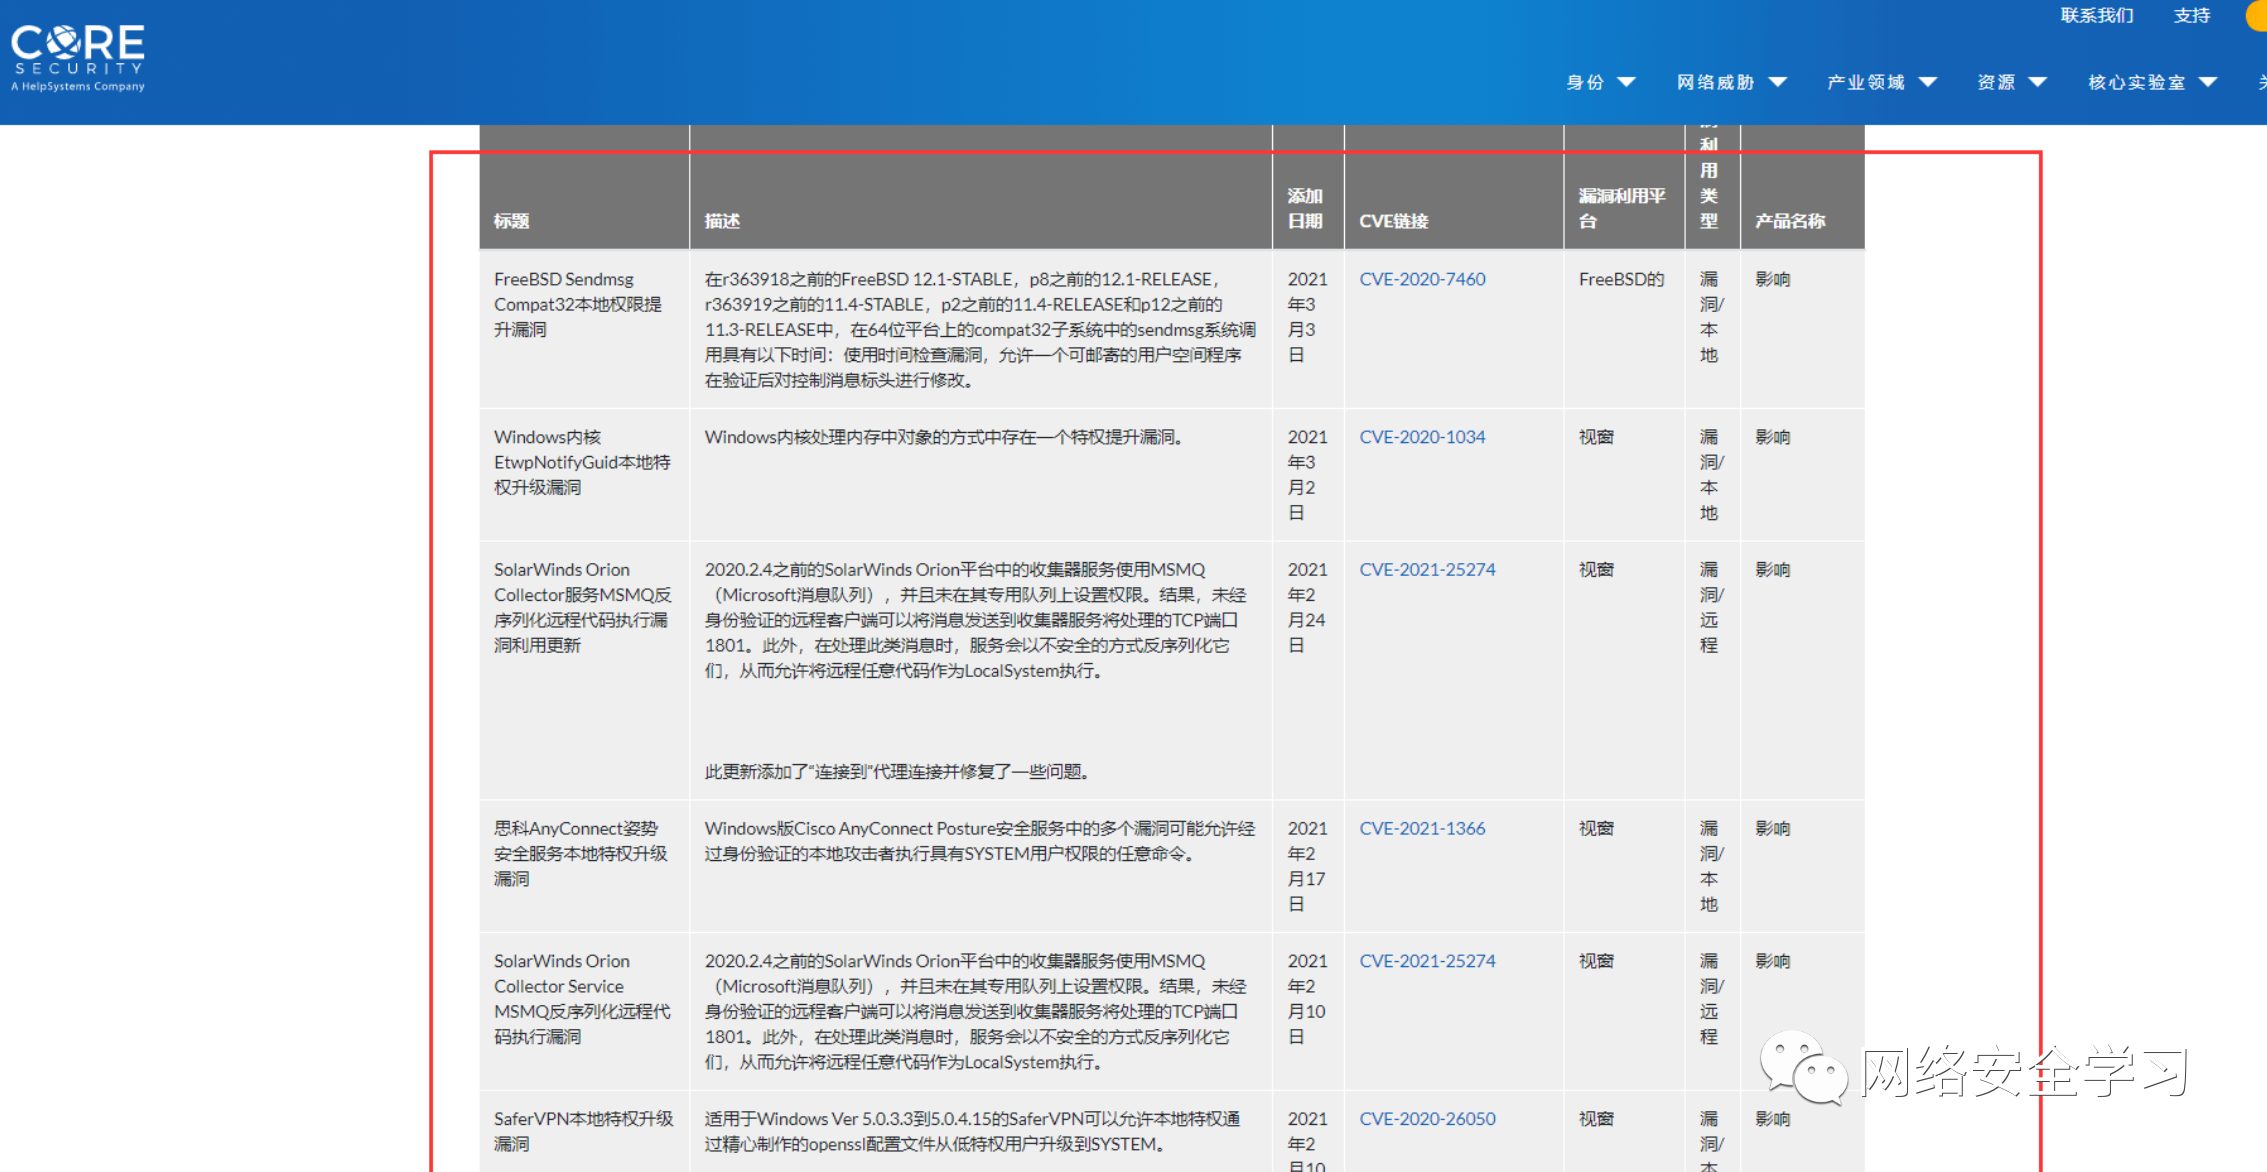 CORE
SECURITY
A HelpSystems Company
联系我们
支持
身份
网络威胁
产业领域
资源
核心实验室
标题
描述
添加
日期
CVE链接
漏洞利用平
台
利
用
类
型
产品名称
FreeBSD Sendmsg
Compat32本地权限提
升漏洞
在r363918之前的FreeBSD 12.1-STABLE，p8之前的12.1-RELEASE，
r363919之前的11.4-STABLE，p2之前的11.4-RELEASE和p12之前的
11.3-RELEASE中，在64位平台上的compat32子系统中的sendmsg系统调
用具有以下时间：使用时间检查漏洞，允许一个可邮寄的用户空间程序
在验证后对控制消息标头进行修改。
2021
年3
月3
日
CVE-2020-7460
FreeBSD的
漏
洞/
本
地
影响
Windows内核
EtwpNotifyGuid本地特
权升级漏洞
Windows内核处理内存中对象的方式中存在一个特权提升漏洞。
2021
年3
月2
日
CVE-2020-1034
视窗
漏
洞/
本
地
影响
SolarWinds Orion
Collector服务MSMQ反
序列化远程代码执行漏
洞利用更新
2020.2.4之前的SolarWinds Orion平台中的收集器服务使用MSMQ
（Microsoft消息队列），并且未在其专用队列上设置权限。结果，未经
身份验证的远程客户端可以将消息发送到收集器服务将处理的TCP端口
1801。此外，在处理此类消息时，服务会以不安全的方式反序列化它
们，从而允许将远程任意代码作为LocalSystem执行。
此更新添加了“连接到”代理连接并修复了一些问题。
2021
年2
月24
日
CVE-2021-25274
视窗
漏
洞/
远
程
影响
思科AnyConnect姿势
安全服务本地特权升级
漏洞
Windows版Cisco AnyConnect Posture安全服务中的多个漏洞可能允许经
过身份验证的本地攻击者执行具有SYSTEM用户权限的任意命令。
2021
年2
月17
日
CVE-2021-1366
视窗
漏
洞/
本
地
影响
SolarWinds Orion
Collector Service
MSMQ反序列化远程代
码执行漏洞
2020.2.4之前的SolarWinds Orion平台中的收集器服务使用MSMQ
（Microsoft消息队列），并且未在其专用队列上设置权限。结果，未经
身份验证的远程客户端可以将消息发送到收集器服务将处理的TCP端口
1801。此外，在处理此类消息时，服务会以不安全的方式反序列化它
们，从而允许将远程任意代码作为LocalSystem执行。
2021
年2
月10
日
CVE-2021-25274
视窗
漏
洞/
远
程
影响
SaferVPN本地特权升级
漏洞
适用于Windows Ver 5.0.3.3到5.0.4.15的SaferVPN可以允许本地特权通
过精心制作的openssl配置文件从低特权用户升级到SYSTEM。
2021
年2
月10
CVE-2020-26050
视窗
漏
洞/
本
影响
网络安全学习